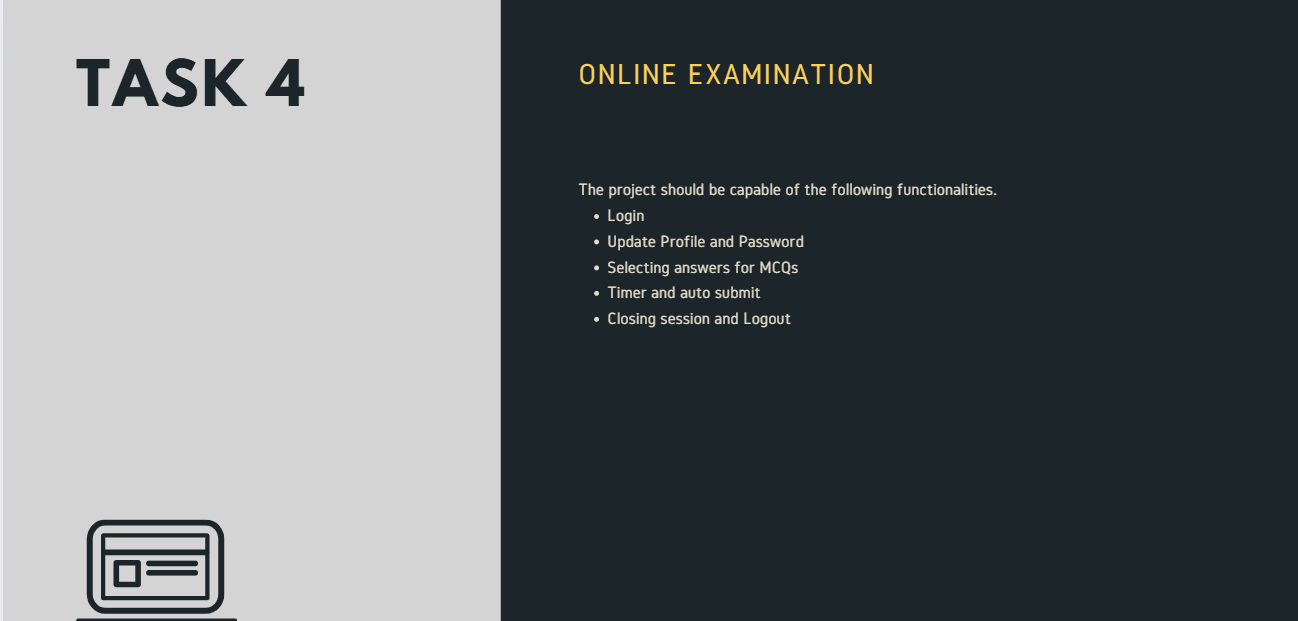 TASK 4
ONLINE EXAMINATION
The project should be capable of the following functionalities.
• Login
• Update Profile and Password
• Selecting answers for MCQs
• Timer and auto submit
• Closing session and Logout